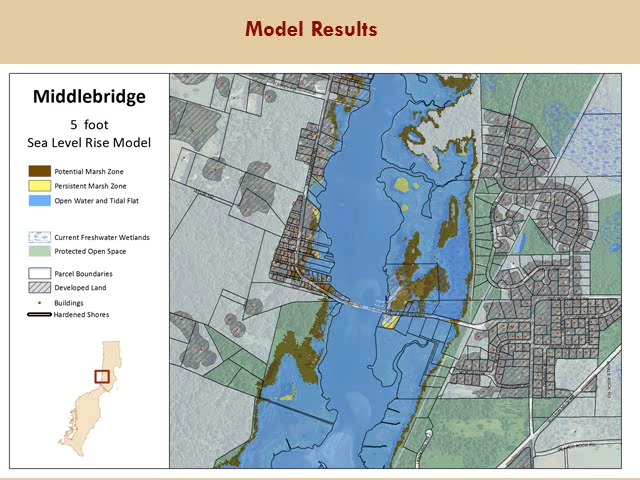 Model Results
Middlebridge
5 foot
Sea Level Rise Model
Potential Marsh Zone
Persistent Marsh Zone
Open Water and Tidal Flat
Current Freshwater Wetlands
Protected Open Space
Parcel Boundaries
Developed Land
Buildings
Hardened Shores